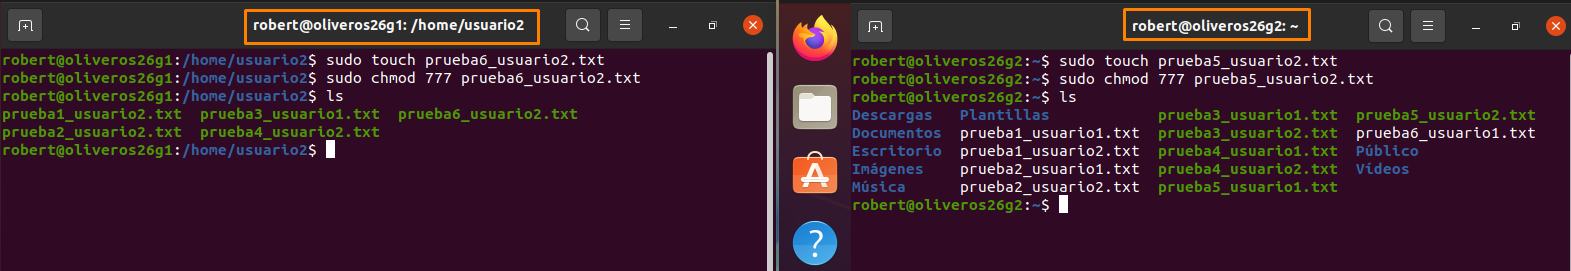 robert@oliveros26g1: /home/usuario2
robert@oliveros26g1:/home/usuario2$ sudo touch prueba6_usuario2.txt
robert@oliveros26g1:/home/usuario2$ sudo chmod 777 prueba6_usuario2.txt
robert@oliveros26g1:/home/usuario2$ ls
prueba1_usuario2.txt prueba3_usuario1.txt prueba6_usuario2.txt
prueba2_usuario2.txt prueba4_usuario2.txt
robert@oliveros26g1:/home/usuario2$
robert@oliveros26g2: ~
robert@oliveros26g2:~$ sudo touch prueba5_usuario2.txt
robert@oliveros26g2:~$ sudo chmod 777 prueba5_usuario2.txt
robert@oliveros26g2:~$ ls
Descargas Plantillas prueba3_usuario1.txt prueba5_usuario2.txt
Documentos prueba1_usuario1.txt prueba3_usuario2.txt prueba6_usuario1.txt
Escritorio prueba1_usuario2.txt prueba4_usuario1.txt Público
Imágenes prueba2_usuario1.txt prueba4_usuario2.txt Vídeos
Música prueba2_usuario2.txt prueba5_usuario1.txt
robert@oliveros26g2:~$